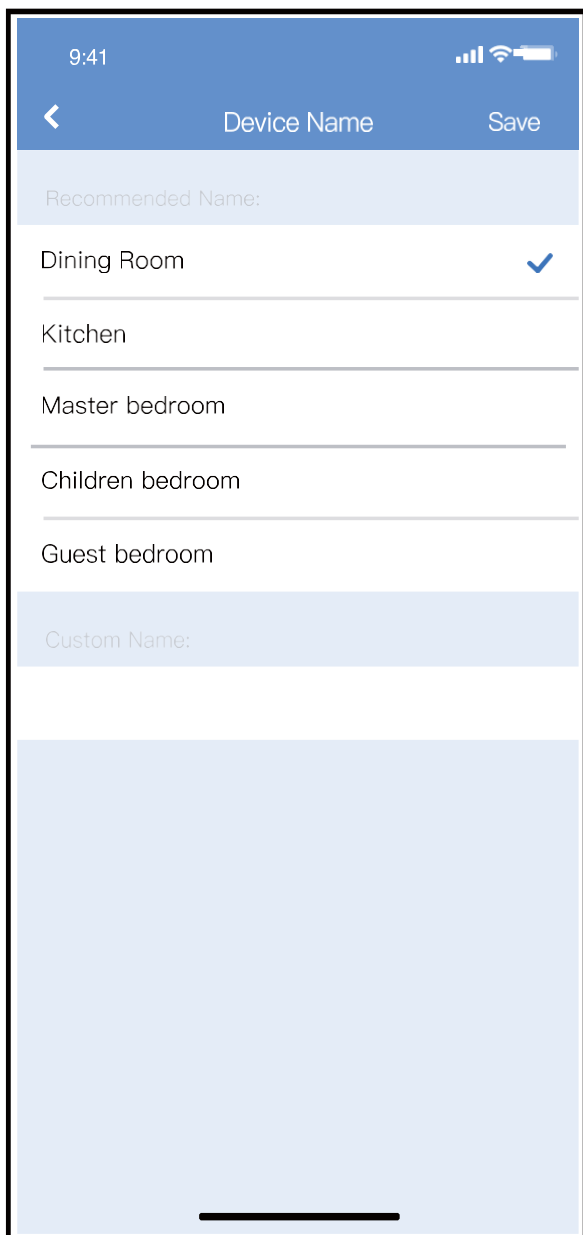 9:41
Device Name
Save
Recommended Name:
Dining Room
Kitchen
Master bedroom
Children bedroom
Guest bedroom
Custom Name: